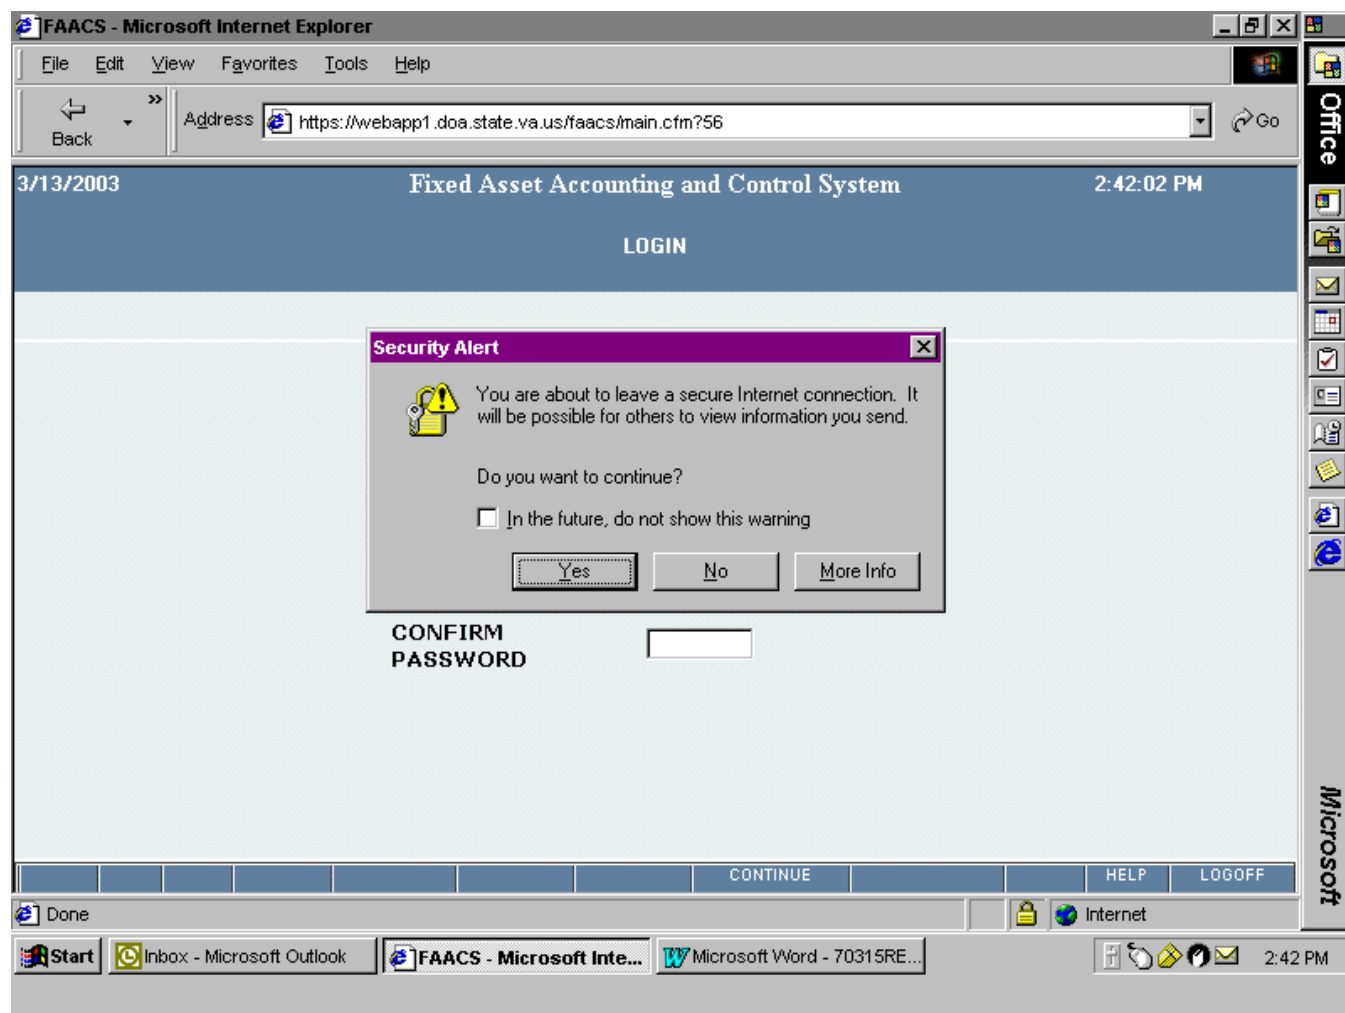 FAACS - Microsoft Internet Explorer
File Edit View Favorites Tools Help
Back
Address https://webapp1.doa.state.va.us/faacs/main.cfm?56
Go
Office
3/13/2003 Fixed Asset Accounting and Control System 2:42:02 PM
LOGIN
Security Alert
You are about to leave a secure Internet connection. It
will be possible for others to view information you send.
Do you want to continue?
In the future, do not show this warning
Yes No More Info
CONFIRM
PASSWORD
CONTINUE HELP LOGOFF
Microsoft
Done Internet
Start Inbox - Microsoft Outlook FAACS - Microsoft Inte... Microsoft Word - 70315RE... 2:42 PM